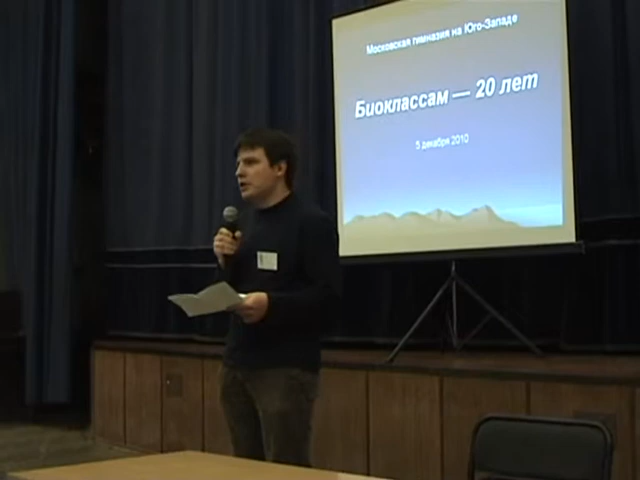 Московская гимназия на Юго-Западе
Биоклассам — 20 лет
5 декабря 2010